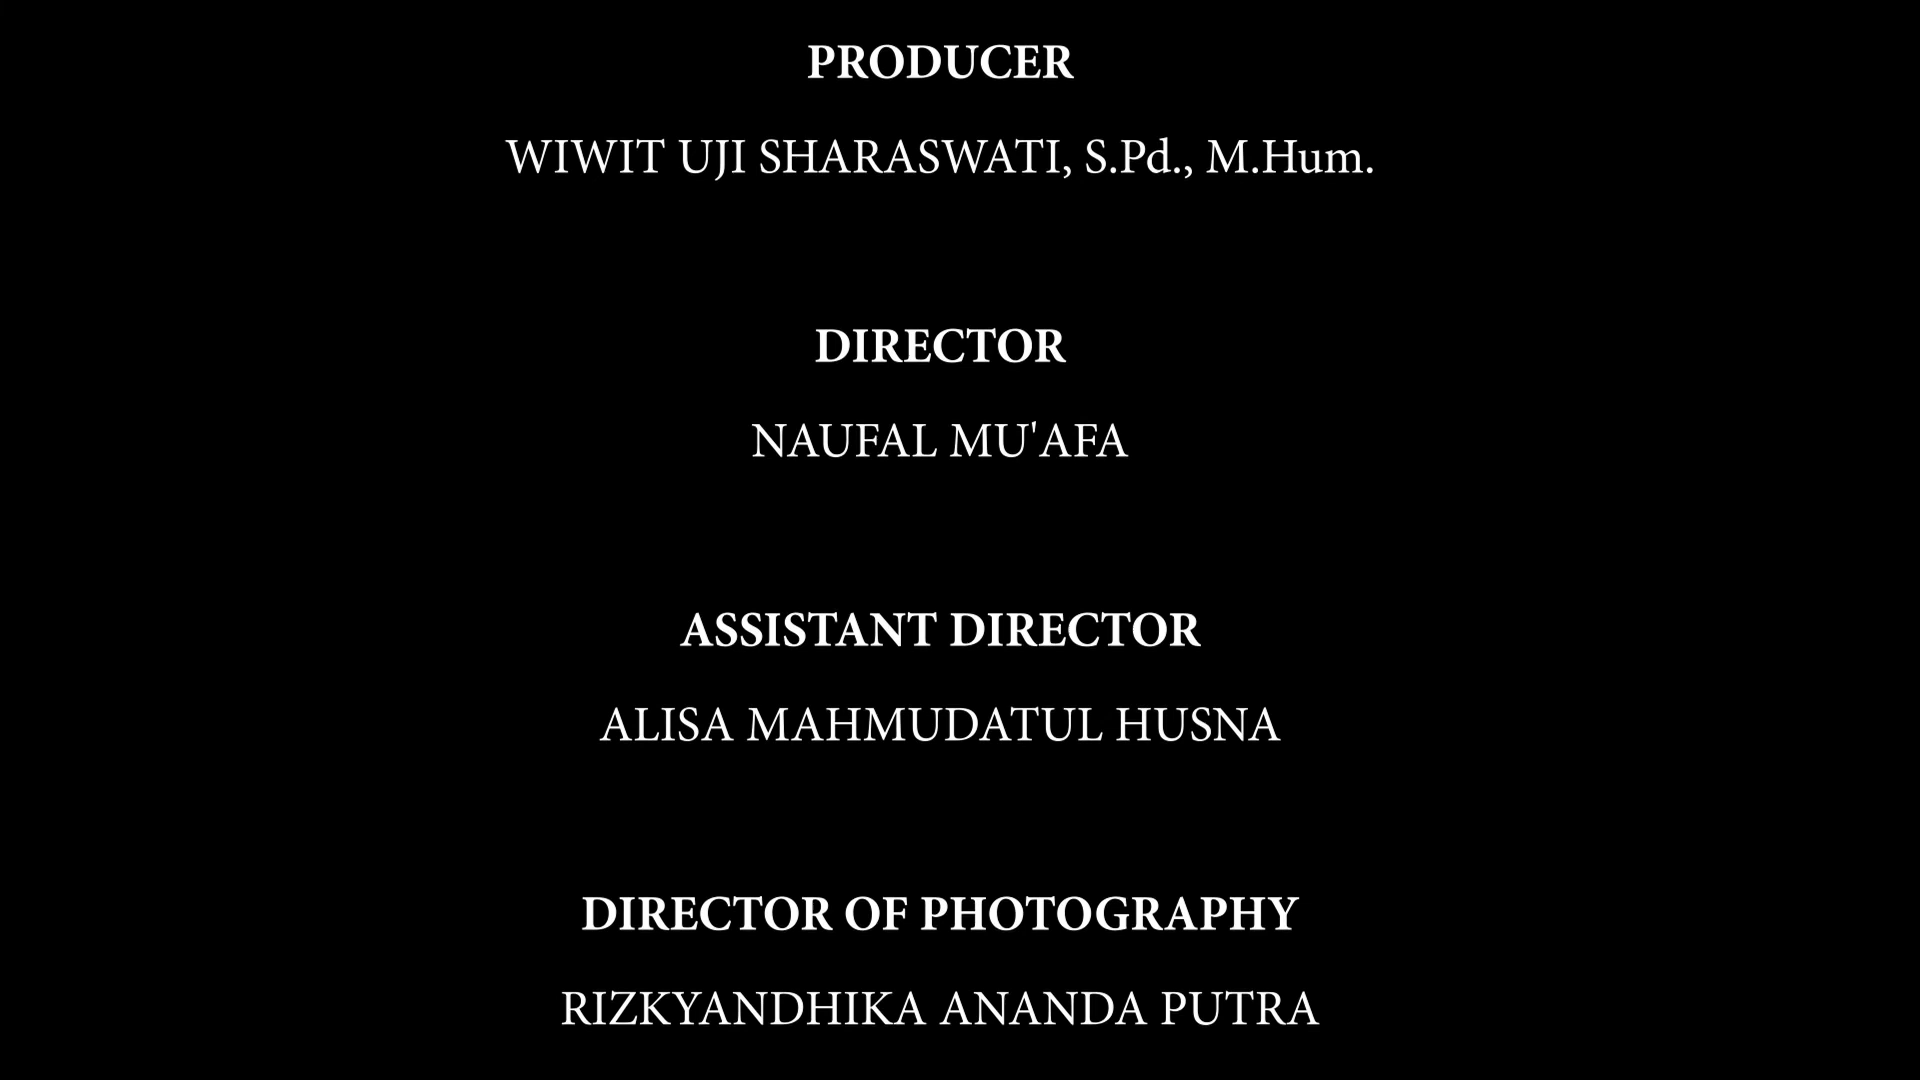 PRODUCER
WIWIT UJI SHARASWATI, S.Pd., M.Hum.
DIRECTOR
NAUFAL MU'AFA
ASSISTANT DIRECTOR
ALISA MAHMUDATUL HUSNA
DIRECTOR OF PHOTOGRAPHY
RIZKYANDHIKA ANANDA PUTRA